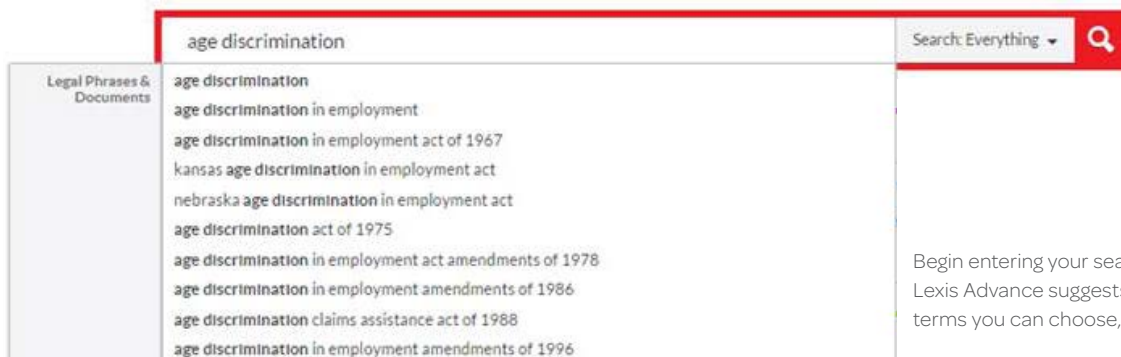 age discrimination
Search: Everything
Legal Phrases &
Documents
age discrimination
age discrimination in employment
age discrimination in employment act of 1967
kansas age discrimination in employment act
nebraska age discrimination in employment act
age discrimination act of 1975
age discrimination in employment act amendments of 1978
age discrimination in employment amendments of 1986
age discrimination claims assistance act of 1988
age discrimination in employment amendments of 1996
Begin entering your
Lexis Advance suggests
terms you can choose,